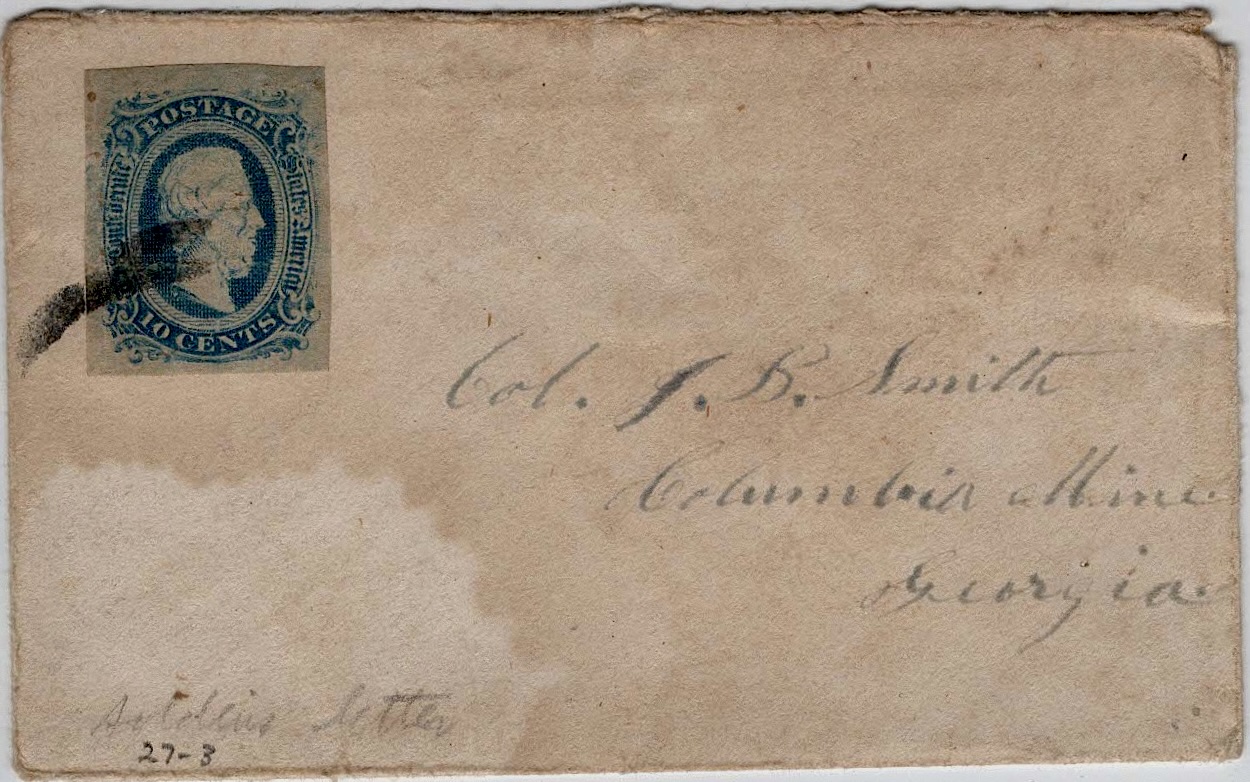 POSTAGE
Confederate States America
10 CENTS
Col. J. B. Smith
Columbia Mine
Georgia
Soldiers letter
27-3